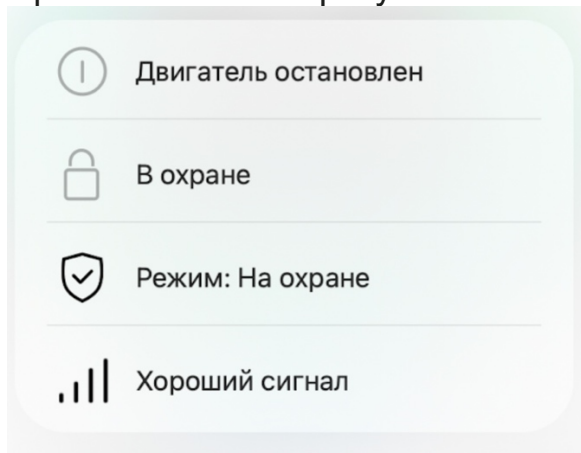 Двигатель остановлен
В охране
Режим: На охране
Хороший сигнал